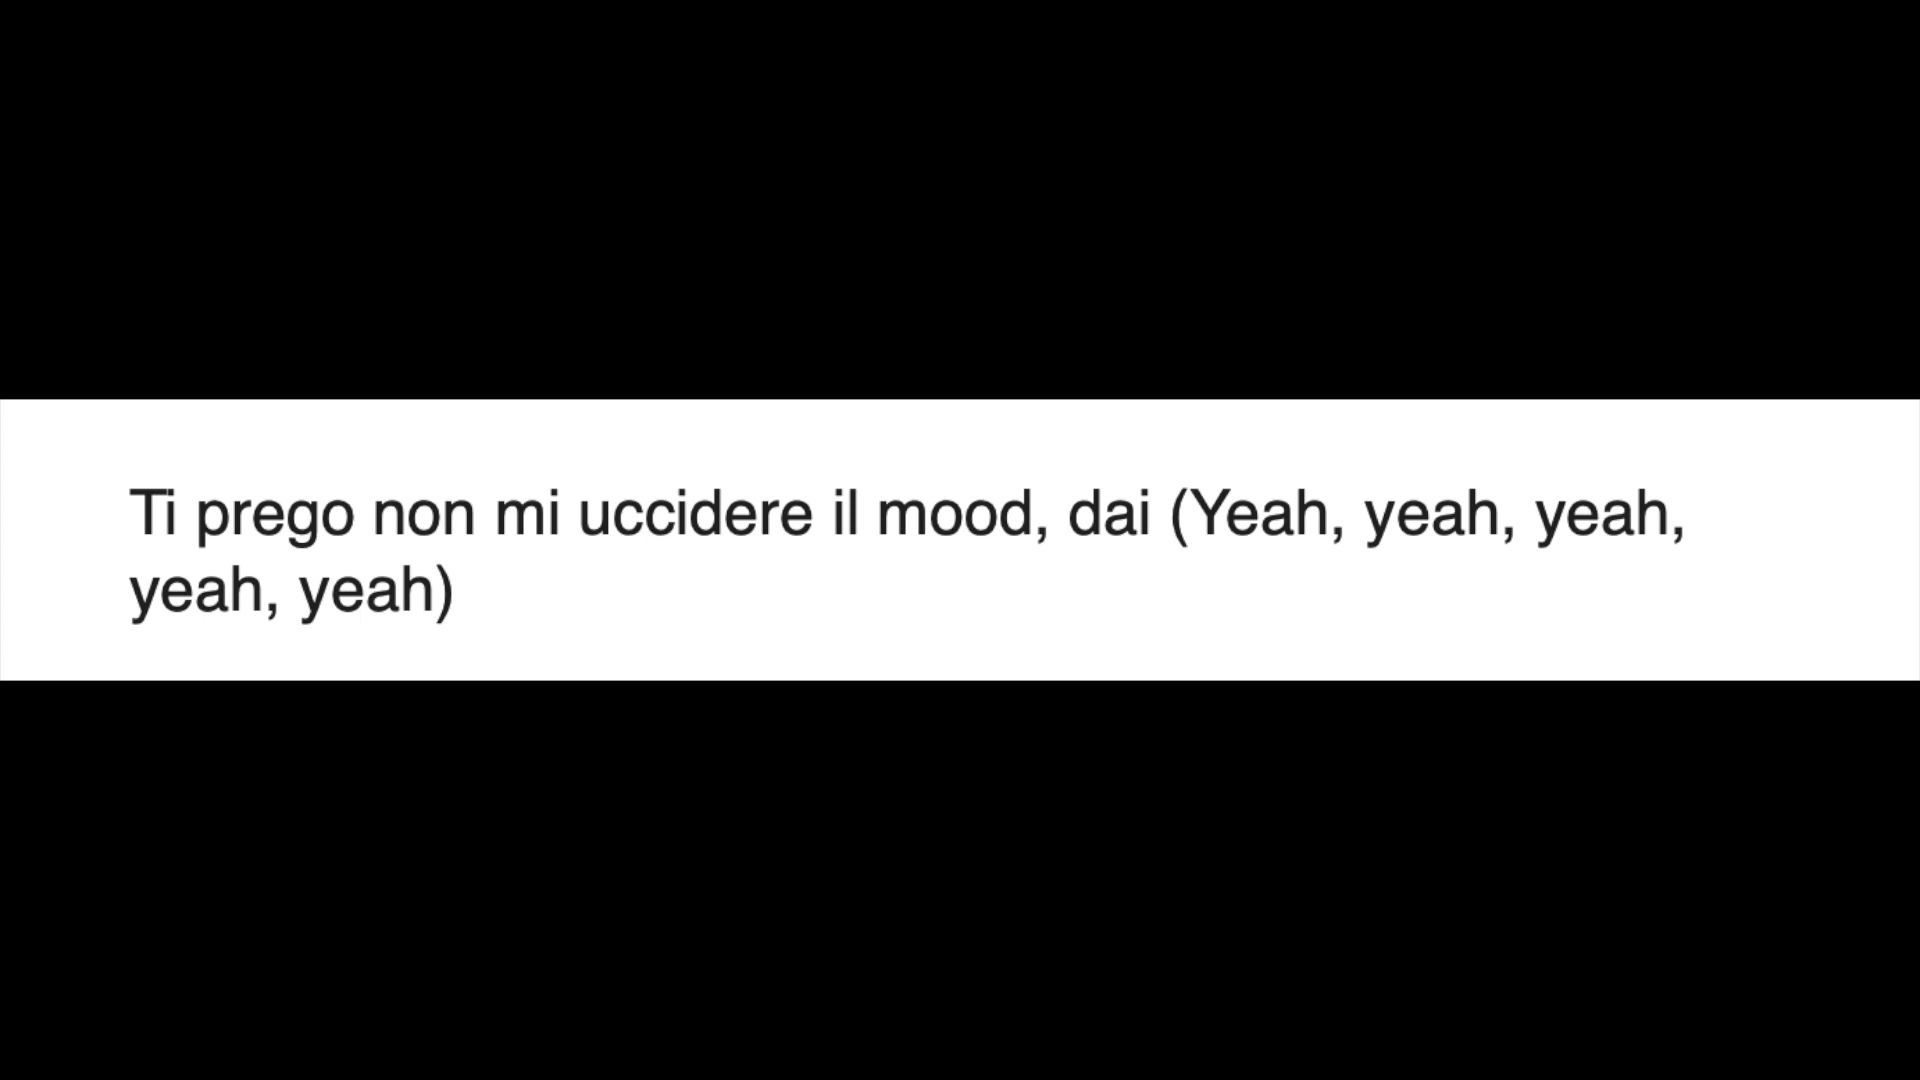 Ti prego non mi uccidere il mood, dai (Yeah, yeah, yeah,
yeah, yeah)